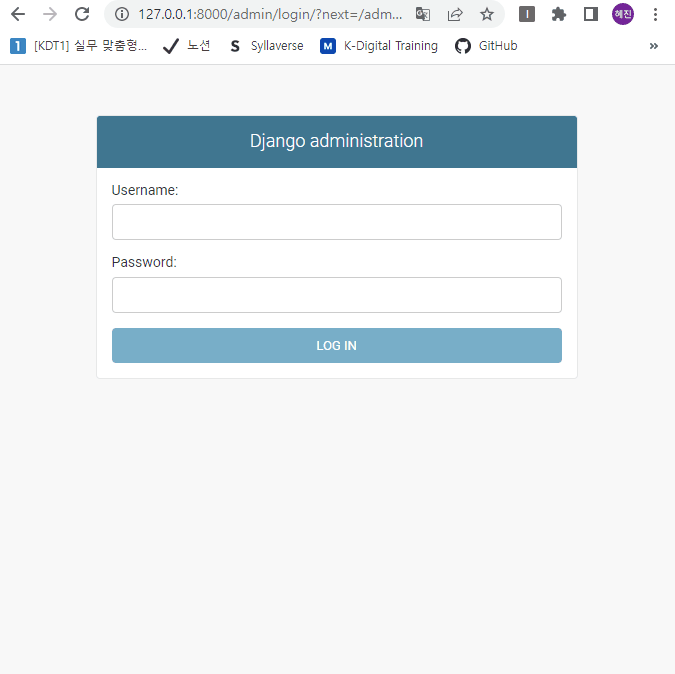 127.0.0.1:8000/admin/login/?next=/adm...
혜진
[KDT1] 실무 맞춤형...
노션
S Syllaverse
M K-Digital Training
GitHub
Django administration
Username:
Password:
LOG IN